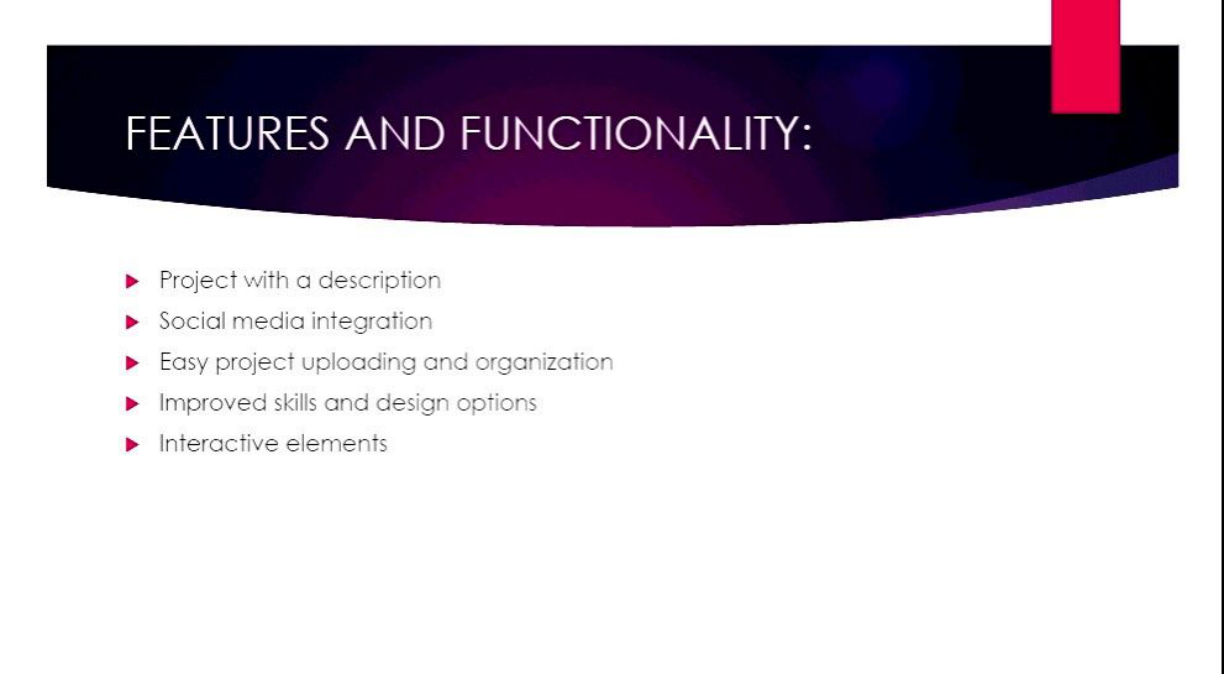 FEATURES AND FUNCTIONALITY:
Project with a description
Social media integration
Easy project uploading and organization
Improved skills and design options
Interactive elements